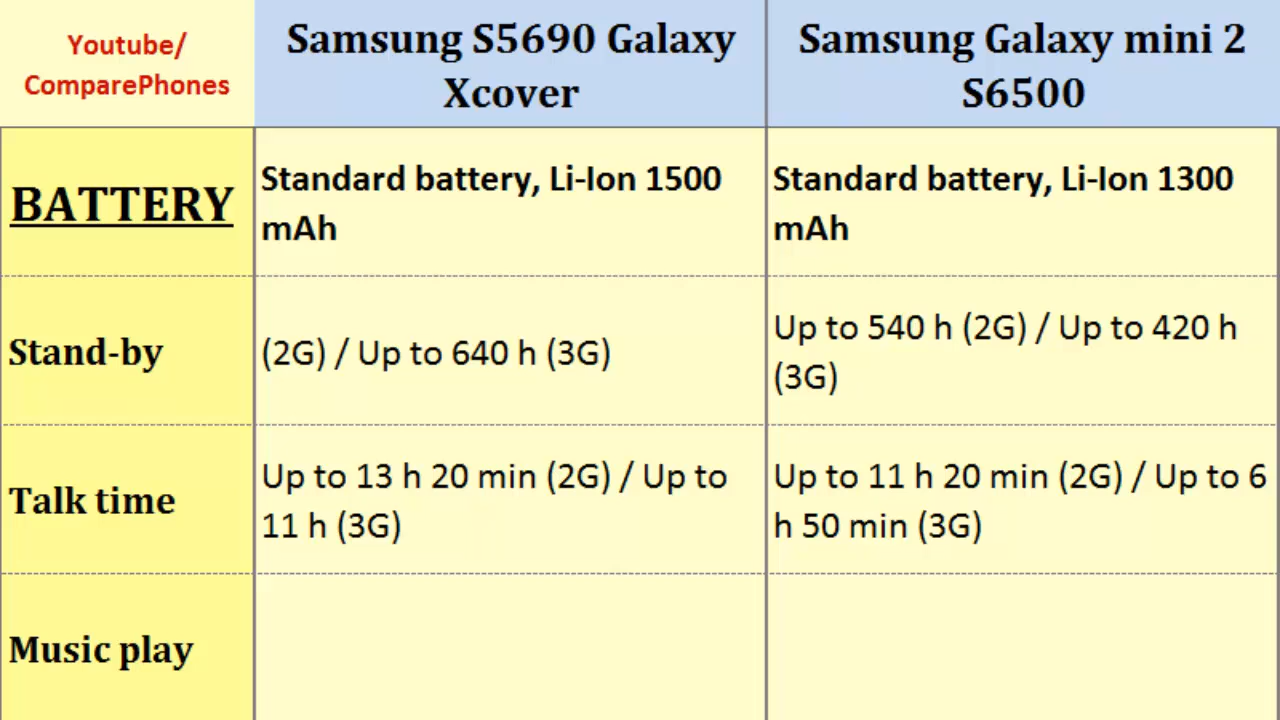 Youtube/
ComparePhones
Samsung S5690 Galaxy
Xcover
Samsung Galaxy mini 2
S6500
BATTERY
Standard battery, Li-Ion 1500
mAh
Standard battery, Li-Ion 1300
mAh
Stand-by
(2G) / Up to 640 h (3G)
Up to 540 h (2G) / Up to 420 h
(3G)
Talk time
Up to 13 h 20 min (2G) / Up to
11 h (3G)
Up to 11 h 20 min (2G) / Up to 6
h 50 min (3G)
Music play